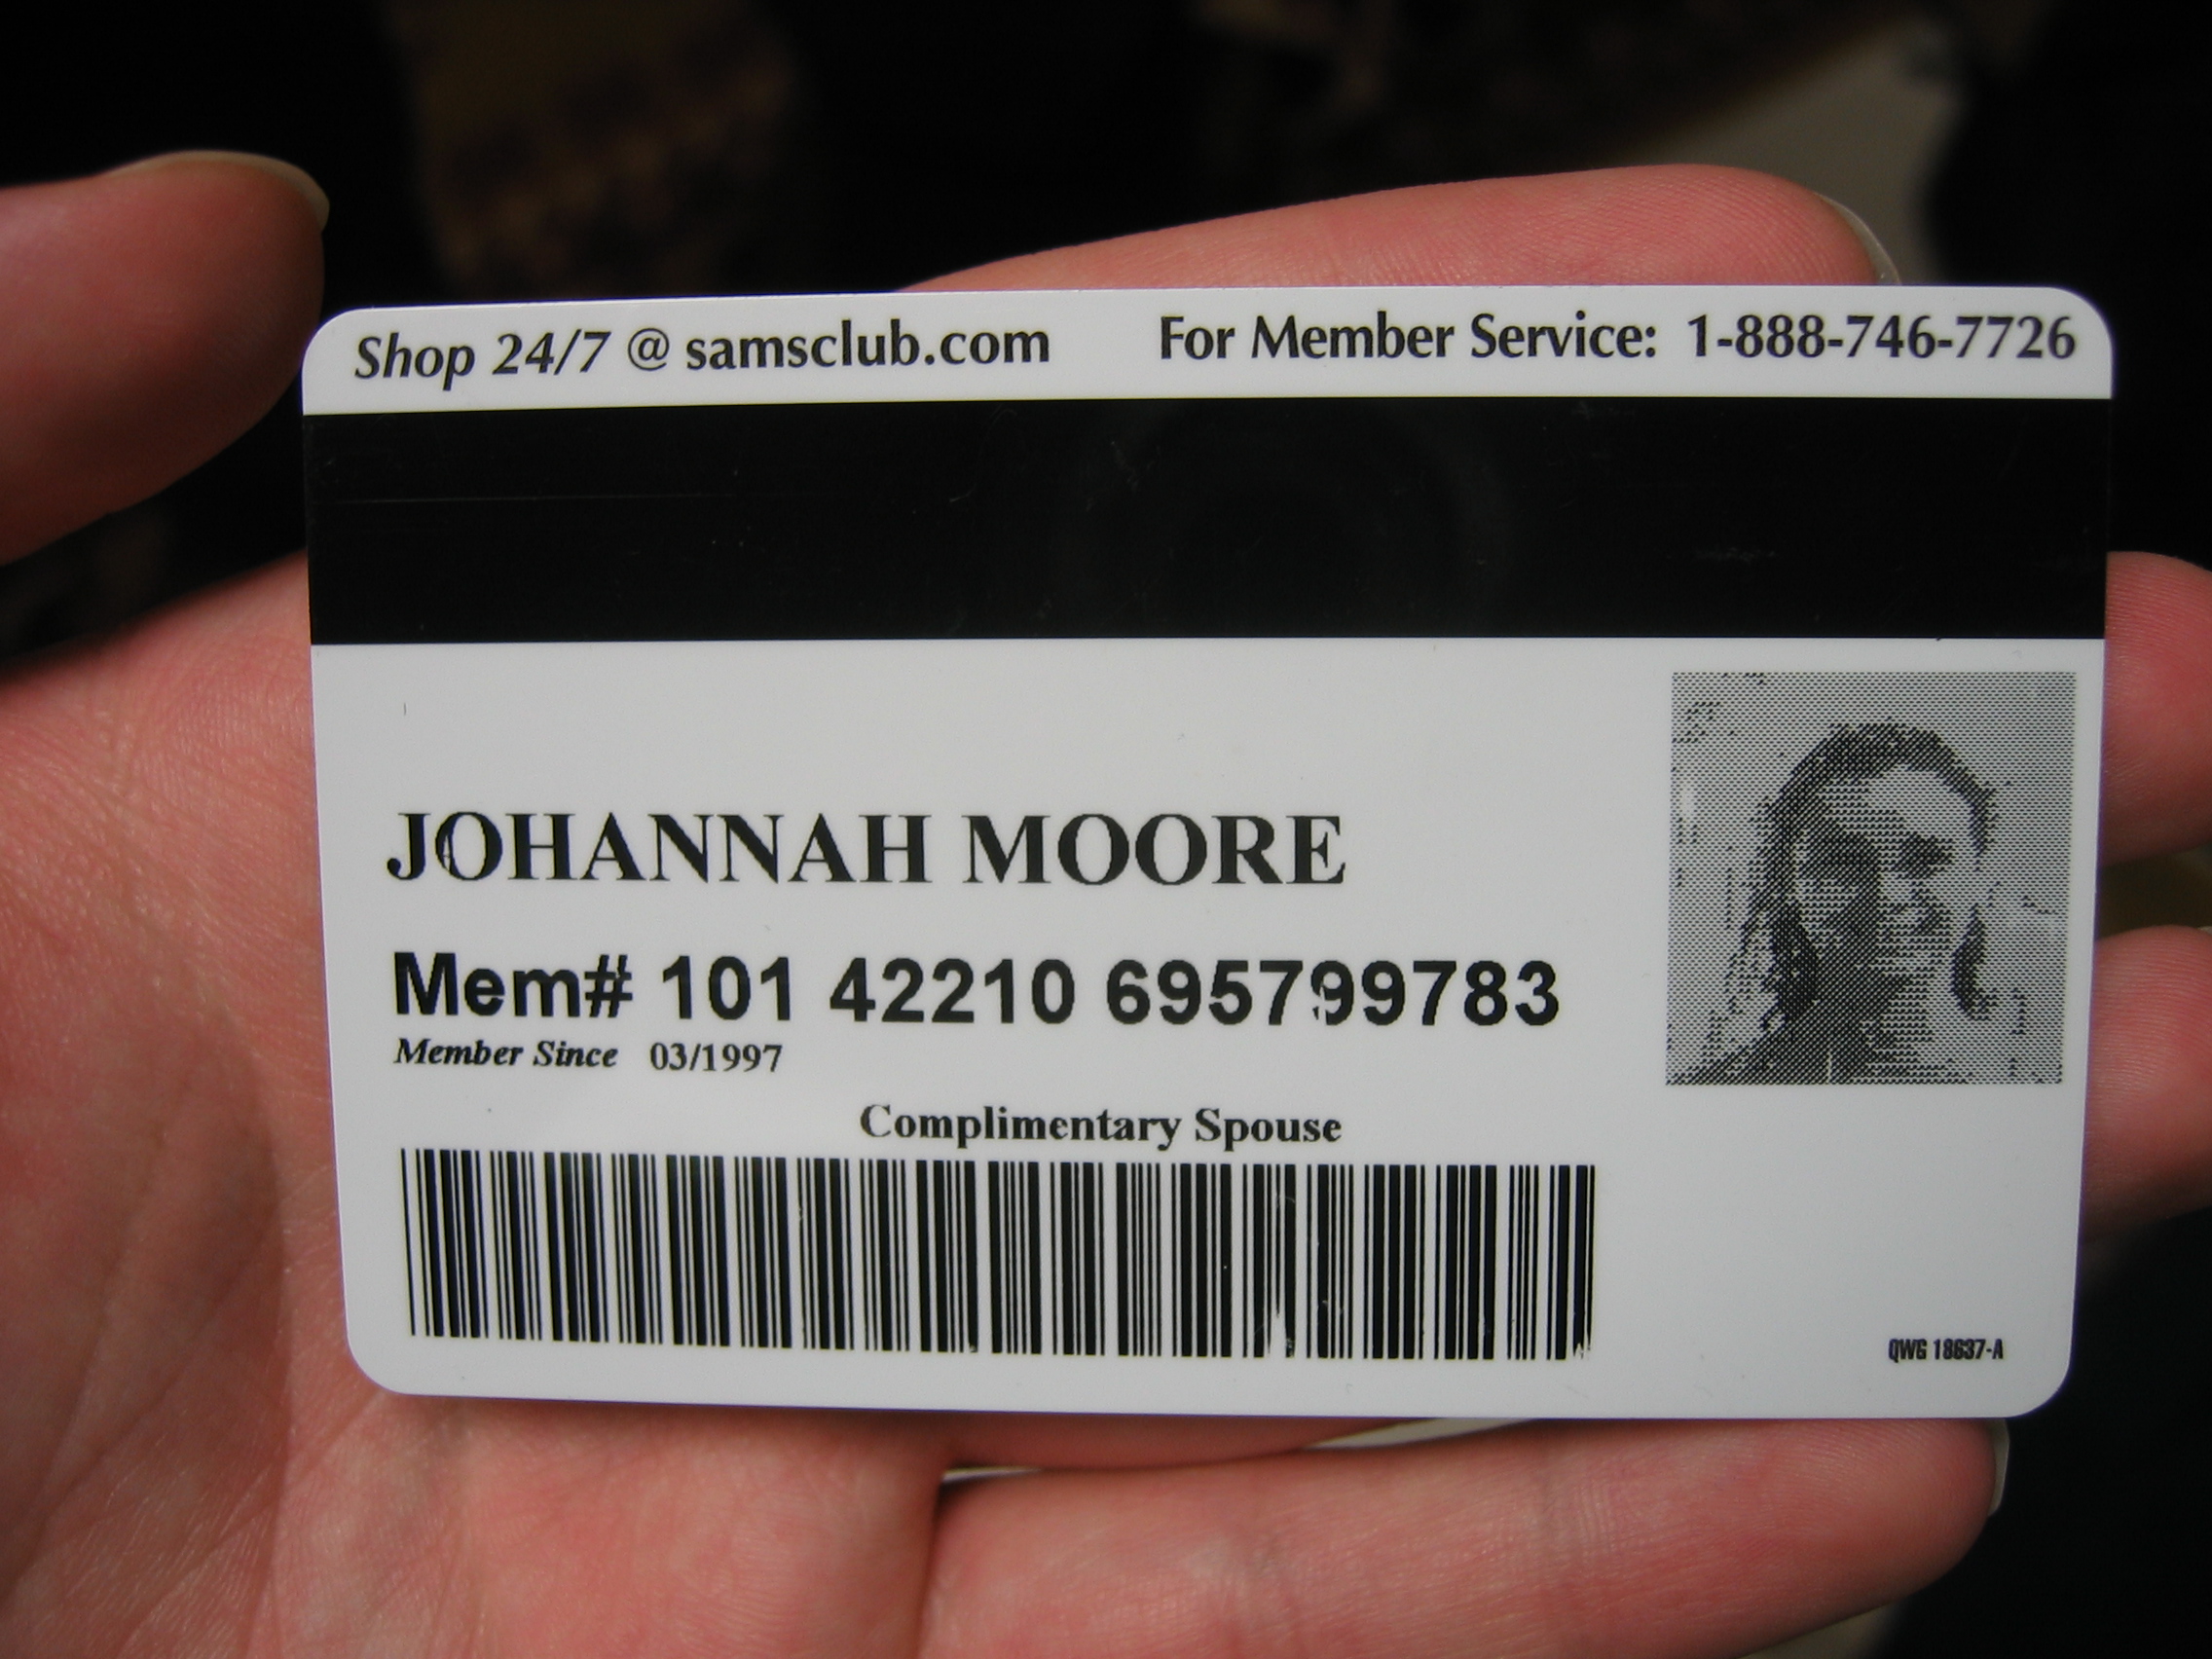 Shop 24/7 @ samsclub.com For Member Service: 1-888-746-7726
JOHANNAH MOORE
Mem# 101 42210 695799783
Member Since 03/1997
Complimentary Spouse
QWG 18637-A